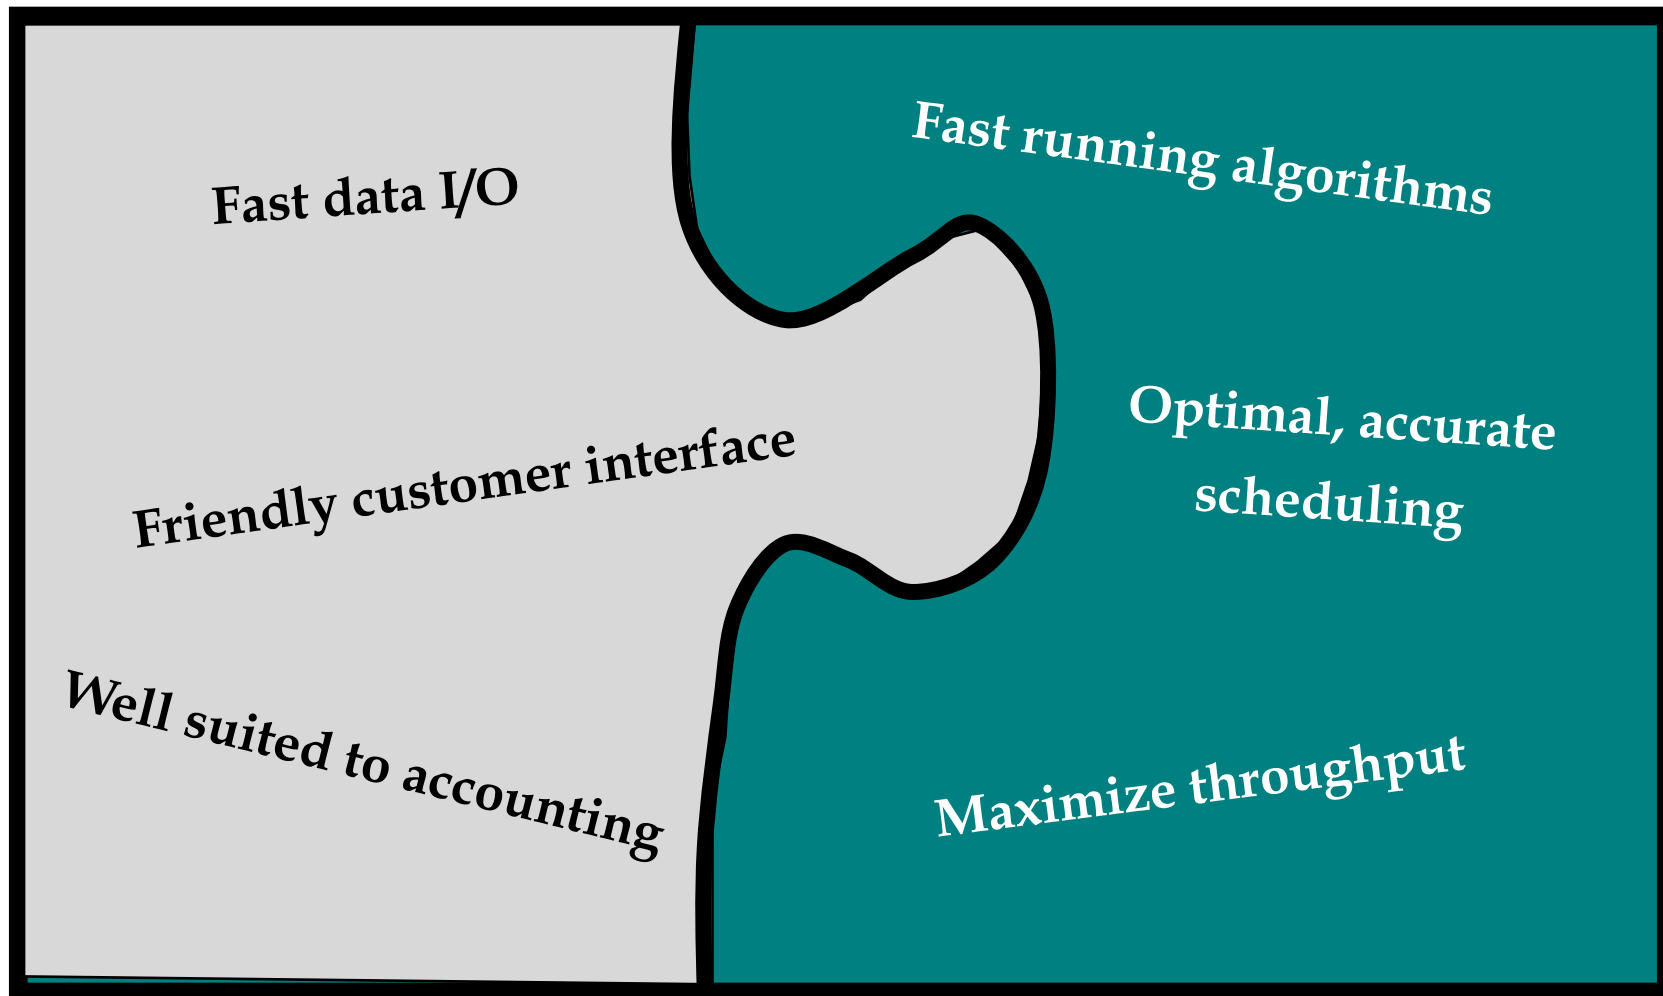 Fast data I/O
Friendly customer interface
Well suited to accounting
Fast running algorithms
Optimal, accurate
scheduling
Maximize throughput